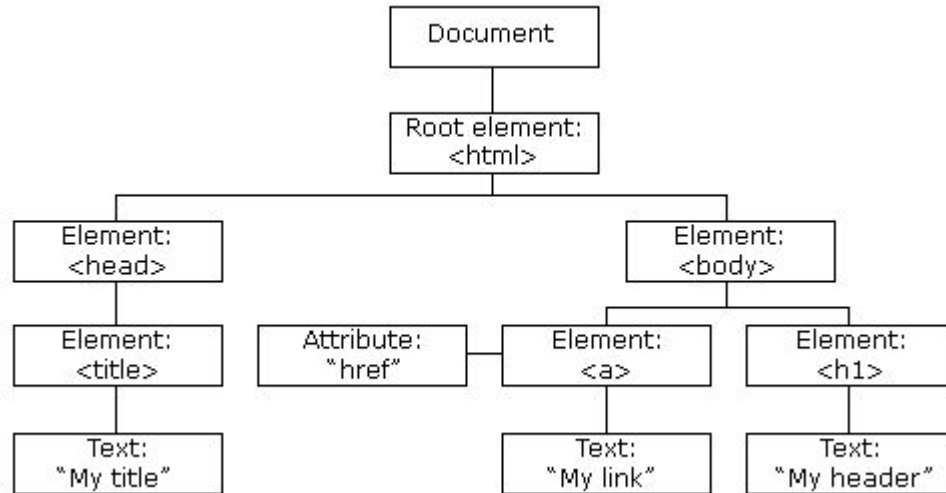 Document
Root element:
<html>
Element:
<head>
Element:
<body>
Element:
<title>
Attribute:
“href”
Element:
<a>
Element:
<h1>
Text:
“My title”
Text:
“My link”
Text:
“My header”